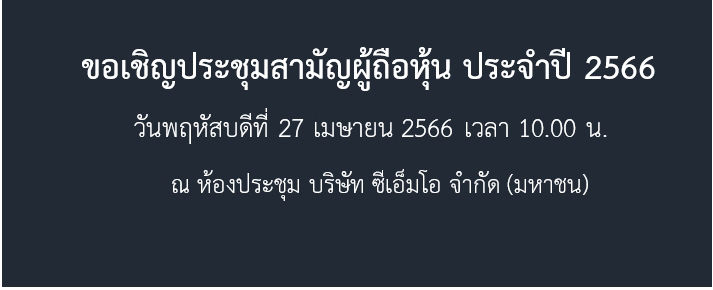 ขอเชิญประชุมสามัญผู้ถือหุ้น ประจำปี 2566
วันพฤหัสบดีที่ 27 เมษายน 2566 เวลา 10.00 น.
ณ ห้องประชุม บริษัท ซีเอ็มโอ จำกัด (มหาชน)